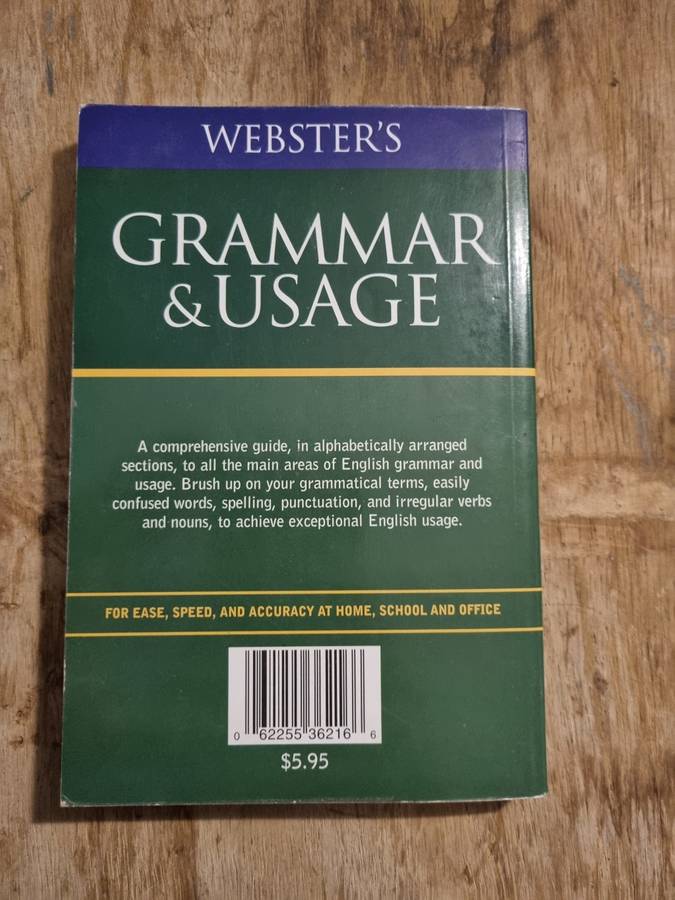 WEBSTER'S
GRAMMAR
& USAGE
A comprehensive guide, in alphabetically arranged
sections, to all the main areas of English grammar and
usage. Brush up on your grammatical terms, easily
confused words, spelling, punctuation, and irregular verbs
and nouns, to achieve exceptional English usage.
FOR EASE, SPEED, AND ACCURACY AT HOME, SCHOOL AND OFFICE
0 62255 36216 6
$5.95